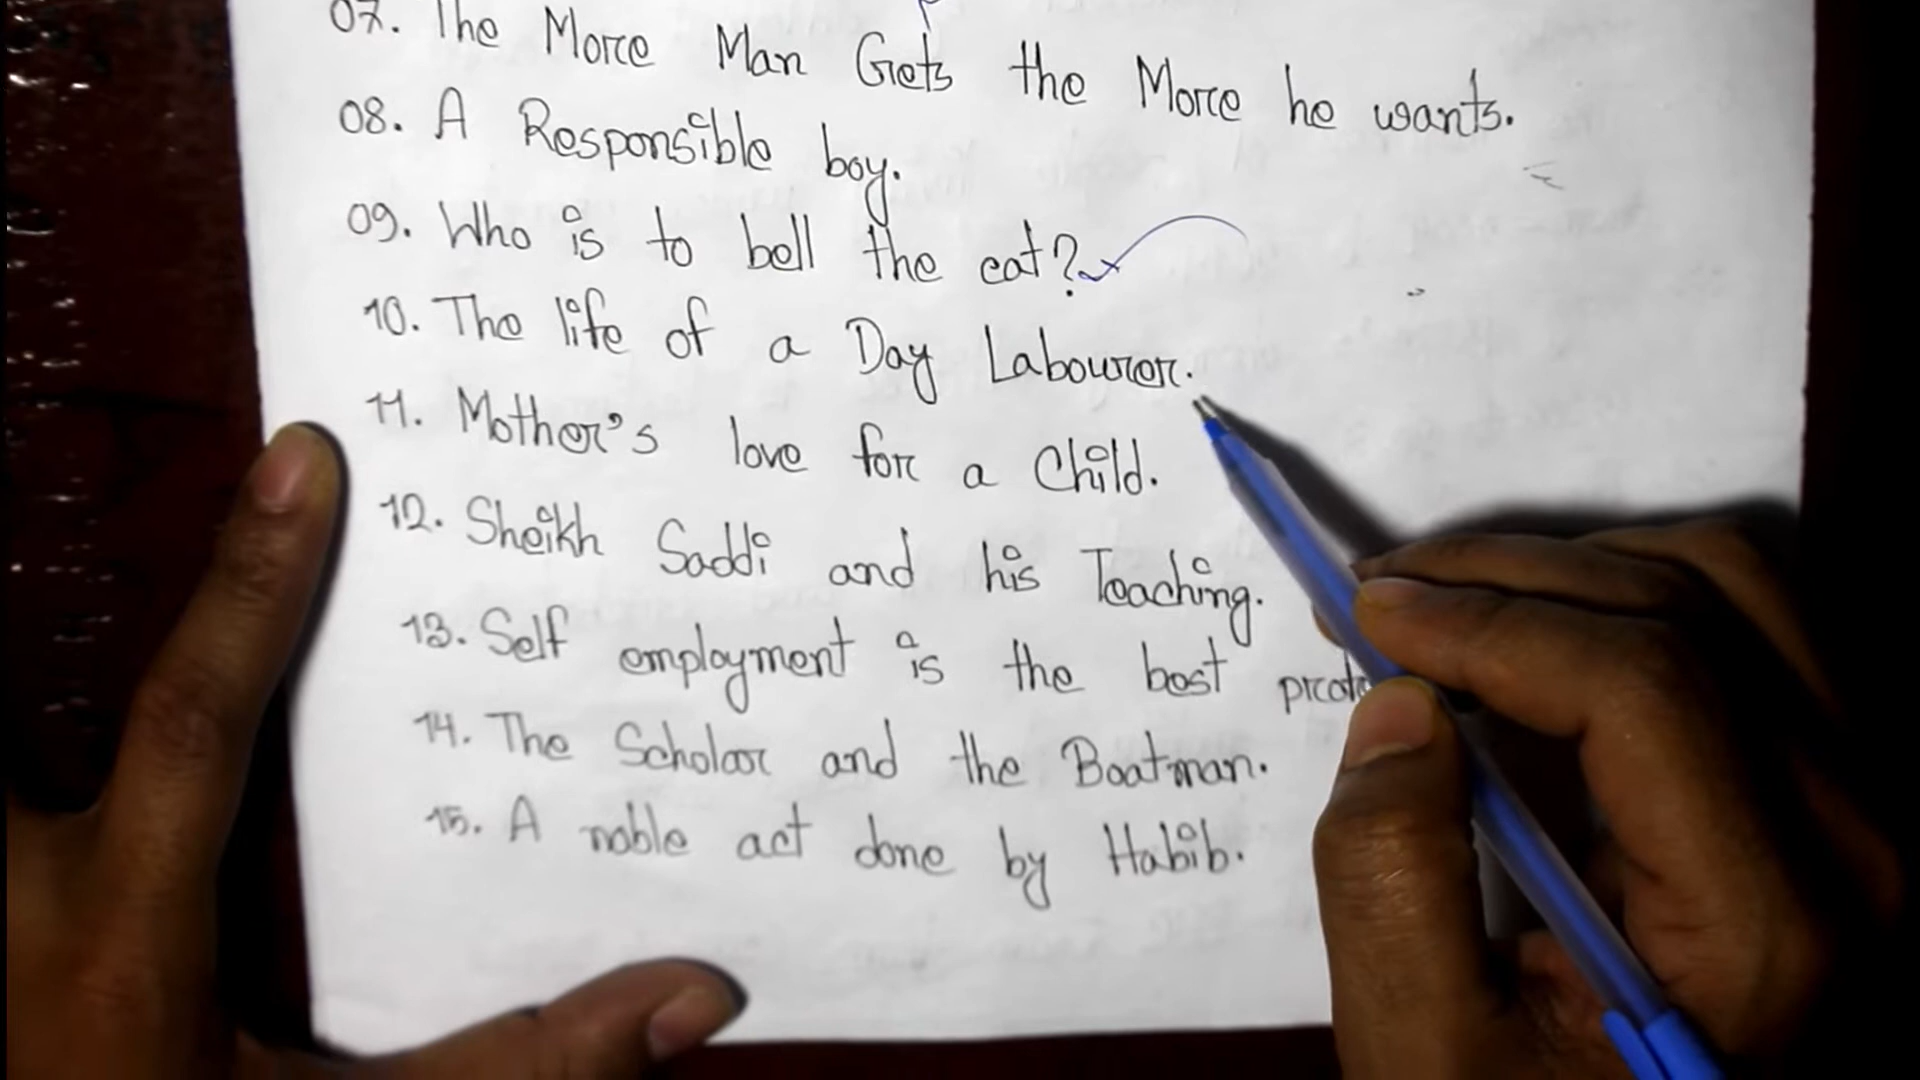 07. The More Man Gets the More he wants.
08. A Responsible boy.
09. Who is to bell the cat?
10. The life of a Day Labourer.
11. Mother's love for a Child.
12. Sheikh Saddi and his Teaching.
13. Self employment is the best
14. The Scholar and the Boatman.
15. A noble act done by Habib.